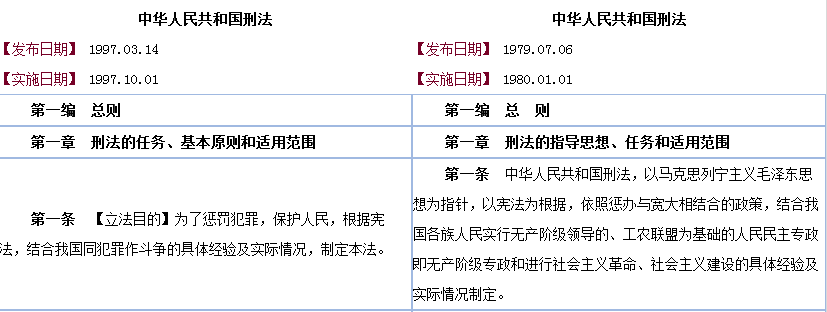 中华人民共和国刑法
【发布日期】 1997.03.14
【实施日期】 1997.10.01
第一编 总则
第一章 刑法的任务、基本原则和适用范围
第一条 【立法目的】为了惩罚犯罪，保护人民，根据宪
法，结合我国同犯罪作斗争的具体经验及实际情况，制定本法。
中华人民共和国刑法
【发布日期】 1979.07.06
【实施日期】 1980.01.01
第一编 总 则
第一章 刑法的指导思想、任务和适用范围
第一条 中华人民共和国刑法，以马克思列宁主义毛泽东思
想为指针，以宪法为根据，依照惩办与宽大相结合的政策，结合我
国各族人民实行无产阶级领导的、工农联盟为基础的人民民主专政
即无产阶级专政和进行社会主义革命、社会主义建设的具体经验及
实际情况制定。